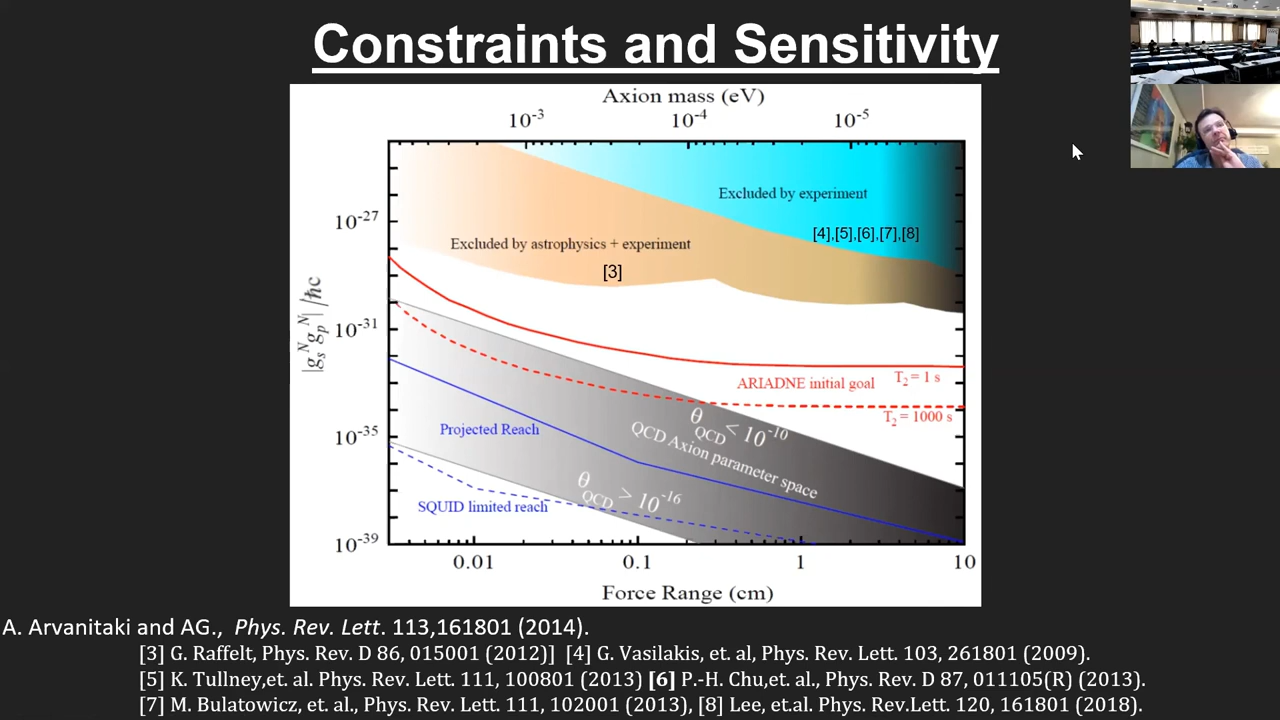 Constraints and Sensitivity
Axion mass (eV)
10⁻³ 10⁻⁴ 10⁻⁵
Excluded by experiment
[4],[5],[6],[7],[8]
10⁻²⁷
Excluded by astrophysics + experiment
[3]
|gₛᴺgₚᴺ| /ħc
10⁻³¹
ARIADNE initial goal
T₂ = 1 s
T₂ = 1000 s
10⁻³⁵
Projected Reach
θQCD < 10⁻¹⁰
QCD Axion parameter space
θQCD > 10⁻¹⁶
SQUID limited reach
10⁻³⁹
0.01 0.1 1 10
Force Range (cm)
A. Arvanitaki and AG., Phys. Rev. Lett. 113,161801 (2014).
[3] G. Raffelt, Phys. Rev. D 86, 015001 (2012)] [4] G. Vasilakis, et. al, Phys. Rev. Lett. 103, 261801 (2009).
[5] K. Tullney,et. al. Phys. Rev. Lett. 111, 100801 (2013) [6] P.-H. Chu,et. al., Phys. Rev. D 87, 011105(R) (2013).
[7] M. Bulatowicz, et. al., Phys. Rev. Lett. 111, 102001 (2013), [8] Lee, et.al. Phys. Rev.Lett. 120, 161801 (2018).